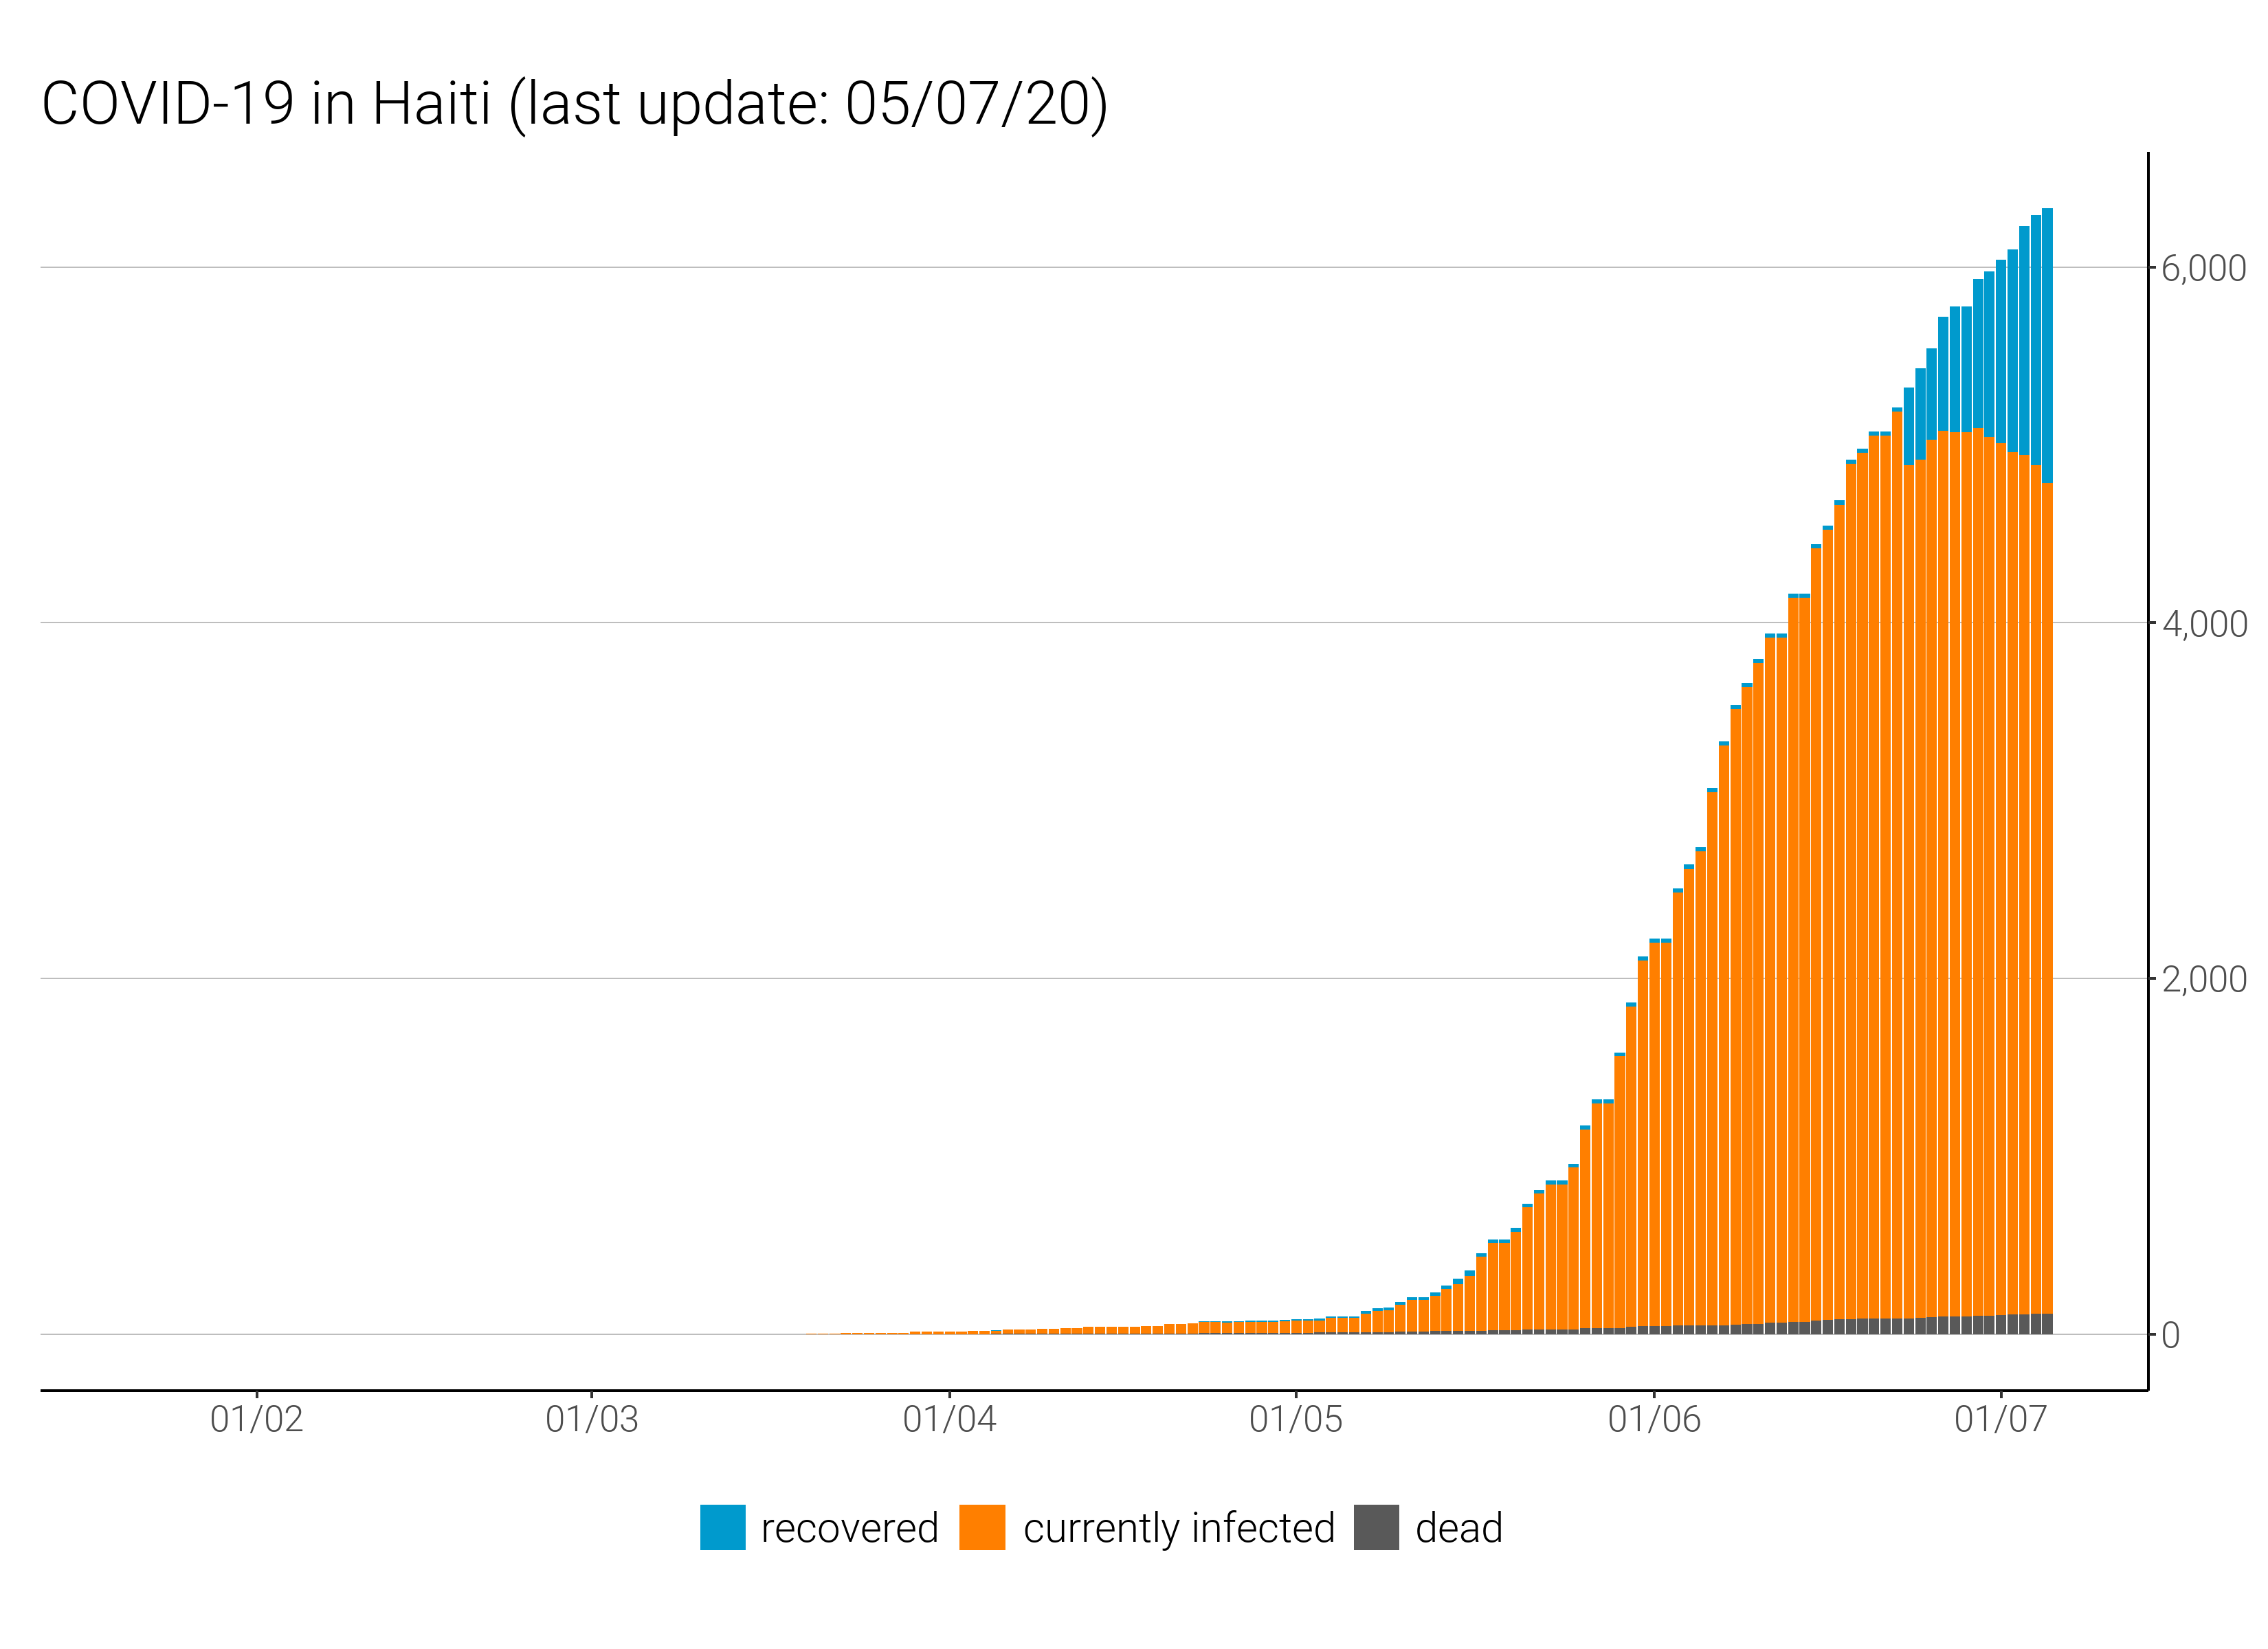 COVID-19 in Haiti (last update: 05/07/20)
6,000
4,000
2,000
0
01/02 01/03 01/04 01/05 01/06 01/07
recovered currently infected dead